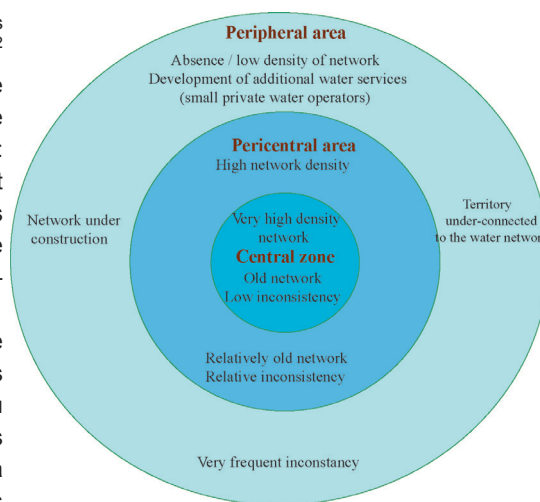 Peripheral area
Absence / low density of network
Development of additional water services
(small private water operators)
Pericentral area
High network density
Network under
construction
Very high density
network
Central zone
Old network
Low inconsistency
Territory
under-connected
to the water network
Relatively old network
Relative inconsistency
Very frequent inconstancy